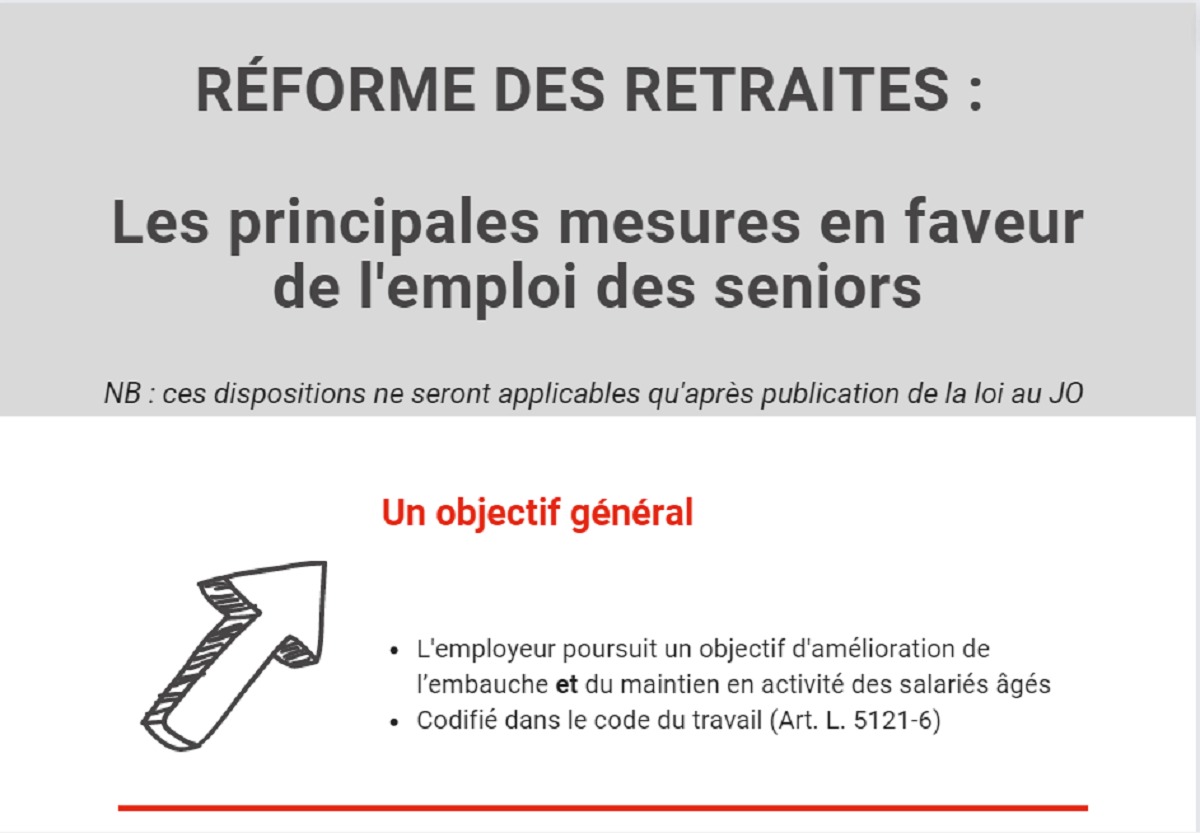 RÉFORME DES RETRAITES :
Les principales mesures en faveur
de l'emploi des seniors
NB : ces dispositions ne seront applicables qu'après publication de la loi au JO
Un objectif général
• L'employeur poursuit un objectif d'amélioration de
l’embauche et du maintien en activité des salariés âgés
• Codifié dans le code du travail (Art. L. 5121-6)